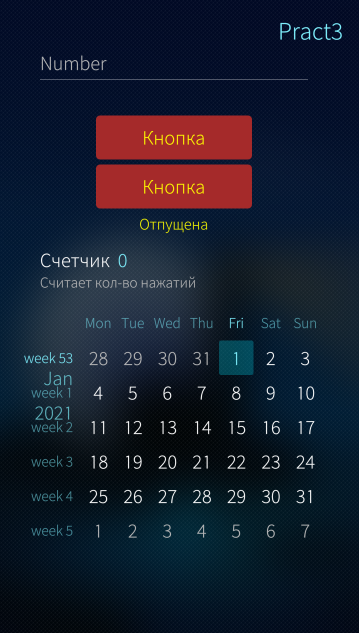 Pract3
Number
Кнопка
Кнопка
Отпущена
Счетчик 0
Считает кол-во нажатий
Mon Tue Wed Thu Fri Sat Sun
week 53 28 29 30 31 1 2 3
Jan
week 1 4 5 6 7 8 9 10
2021
week 2 11 12 13 14 15 16 17
week 3 18 19 20 21 22 23 24
week 4 25 26 27 28 29 30 31
week 5 1 2 3 4 5 6 7